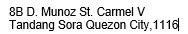 8B D. Munoz St. Carmel V
Tandang Sora Quezon City,1116